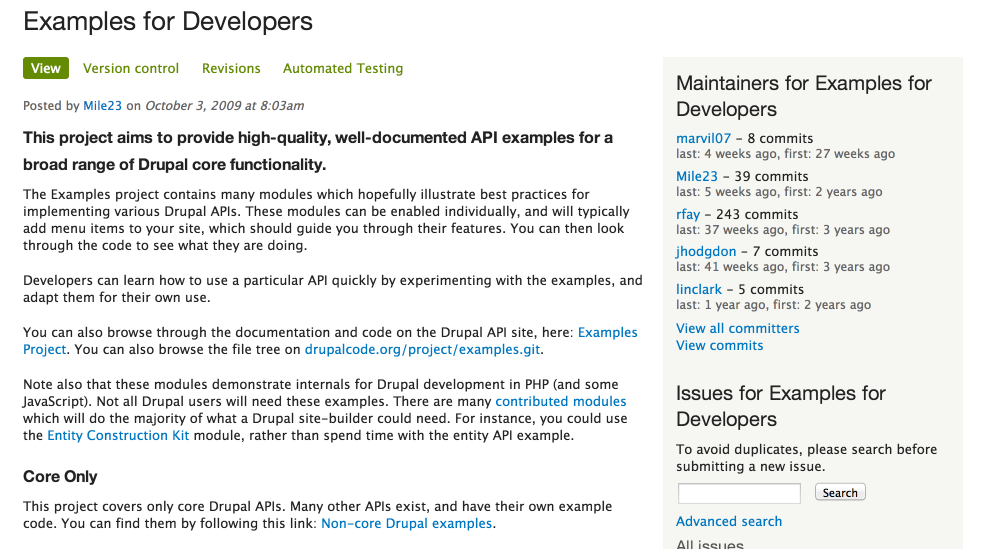 Examples for Developers
View Version control Revisions Automated Testing
Posted by Mile23 on October 3, 2009 at 8:03am
This project aims to provide high-quality, well-documented API examples for a
broad range of Drupal core functionality.
The Examples project contains many modules which hopefully illustrate best practices for
implementing various Drupal APIs. These modules can be enabled individually, and will typically
add menu items to your site, which should guide you through their features. You can then look
through the code to see what they are doing.
Developers can learn how to use a particular API quickly by experimenting with the examples, and
adapt them for their own use.
You can also browse through the documentation and code on the Drupal API site, here: Examples
Project. You can also browse the file tree on drupalcode.org/project/examples.git.
Note also that these modules demonstrate internals for Drupal development in PHP (and some
JavaScript). Not all Drupal users will need these examples. There are many contributed modules
which will do the majority of what a Drupal site-builder could need. For instance, you could use
the Entity Construction Kit module, rather than spend time with the entity API example.
Core Only
This project covers only core Drupal APIs. Many other APIs exist, and have their own example
code. You can find them by following this link: Non-core Drupal examples.
Maintainers for Examples for
Developers
marvil07 – 8 commits
last: 4 weeks ago, first: 27 weeks ago
Mile23 – 39 commits
last: 5 weeks ago, first: 2 years ago
rfay – 243 commits
last: 37 weeks ago, first: 3 years ago
jhodgdon – 7 commits
last: 41 weeks ago, first: 3 years ago
linclark – 5 commits
last: 1 year ago, first: 2 years ago
View all committers
View commits
Issues for Examples for
Developers
To avoid duplicates, please search before
submitting a new issue.
Search
Advanced search
All issues